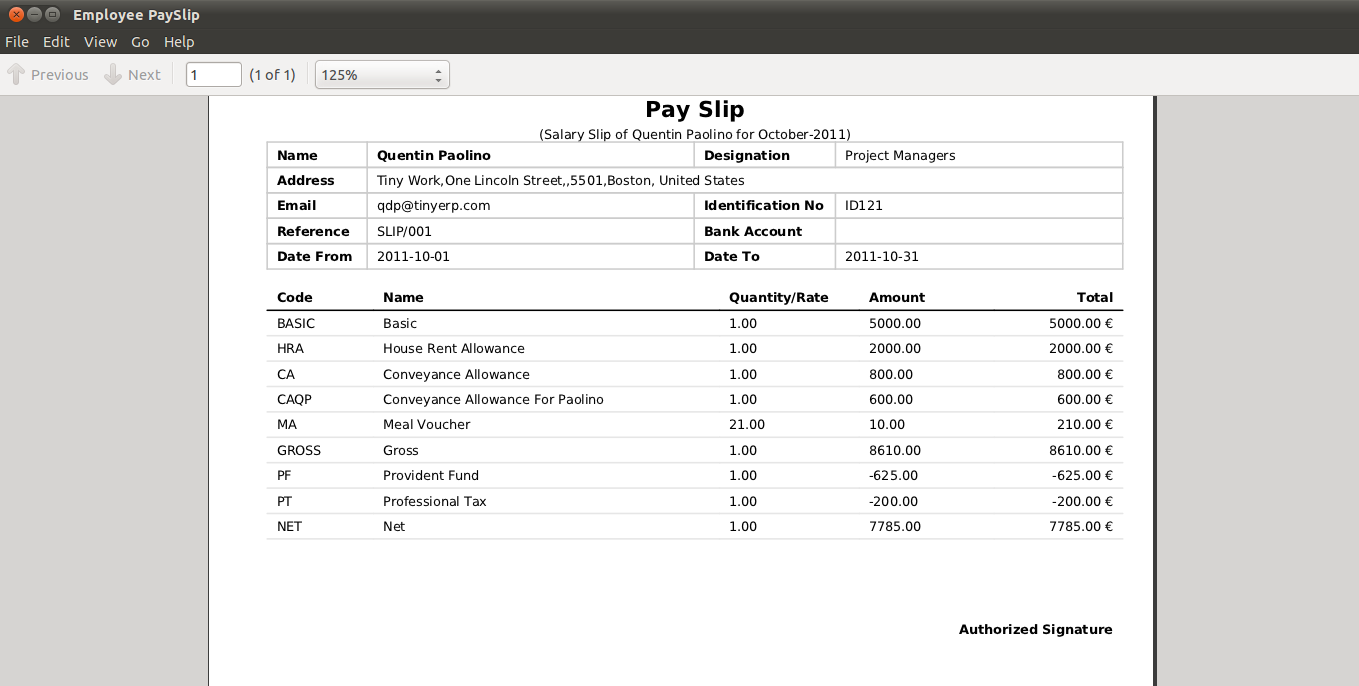 Employee PaySlip
File Edit View Go Help
Previous Next 1 (1 of 1) 125%
Pay Slip
(Salary Slip of Quentin Paolino for October-2011)
Name Quentin Paolino Designation Project Managers
Address Tiny Work,One Lincoln Street,,5501,Boston, United States
Email qdp@tinyerp.com Identification No ID121
Reference SLIP/001 Bank Account
Date From 2011-10-01 Date To 2011-10-31
Code Name Quantity/Rate Amount Total
BASIC Basic 1.00 5000.00 5000.00 €
HRA House Rent Allowance 1.00 2000.00 2000.00 €
CA Conveyance Allowance 1.00 800.00 800.00 €
CAQP Conveyance Allowance For Paolino 1.00 600.00 600.00 €
MA Meal Voucher 21.00 10.00 210.00 €
GROSS Gross 1.00 8610.00 8610.00 €
PF Provident Fund 1.00 -625.00 -625.00 €
PT Professional Tax 1.00 -200.00 -200.00 €
NET Net 1.00 7785.00 7785.00 €
Authorized Signature